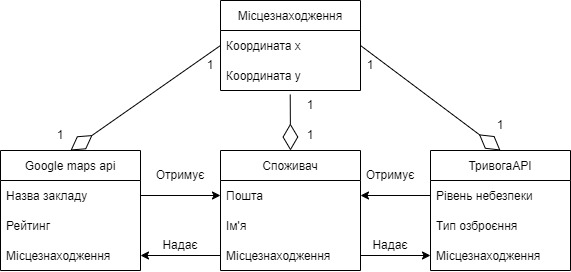 Місцезнаходження
Координата x
Координата y
1
1
1
1
1
1
Google maps api
Назва закладу
Рейтинг
Місцезнаходження
Отримує
Надає
Споживач
Пошта
Ім'я
Місцезнаходження
Отримує
Надає
ТривогаAPI
Рівень небезпеки
Тип озброєння
Місцезнаходження